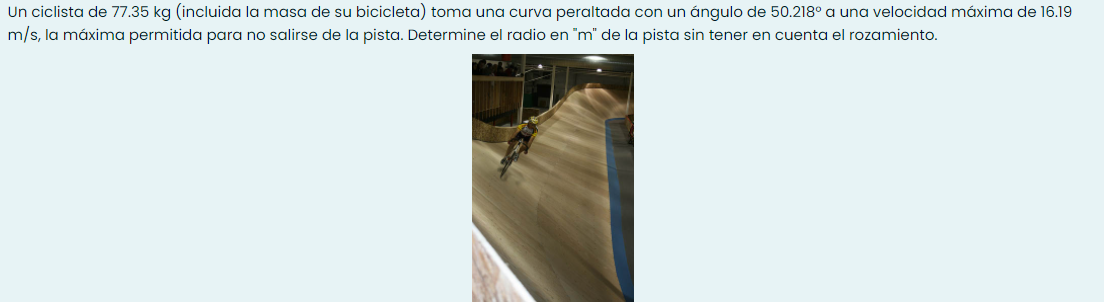 Un ciclista de 77.35 kg (incluida la masa de su bicicleta) toma una curva peraltada con un ángulo de 50.218° a una velocidad máxima de 16.19
m/s, la máxima permitida para no salirse de la pista. Determine el radio en "m" de la pista sin tener en cuenta el rozamiento.